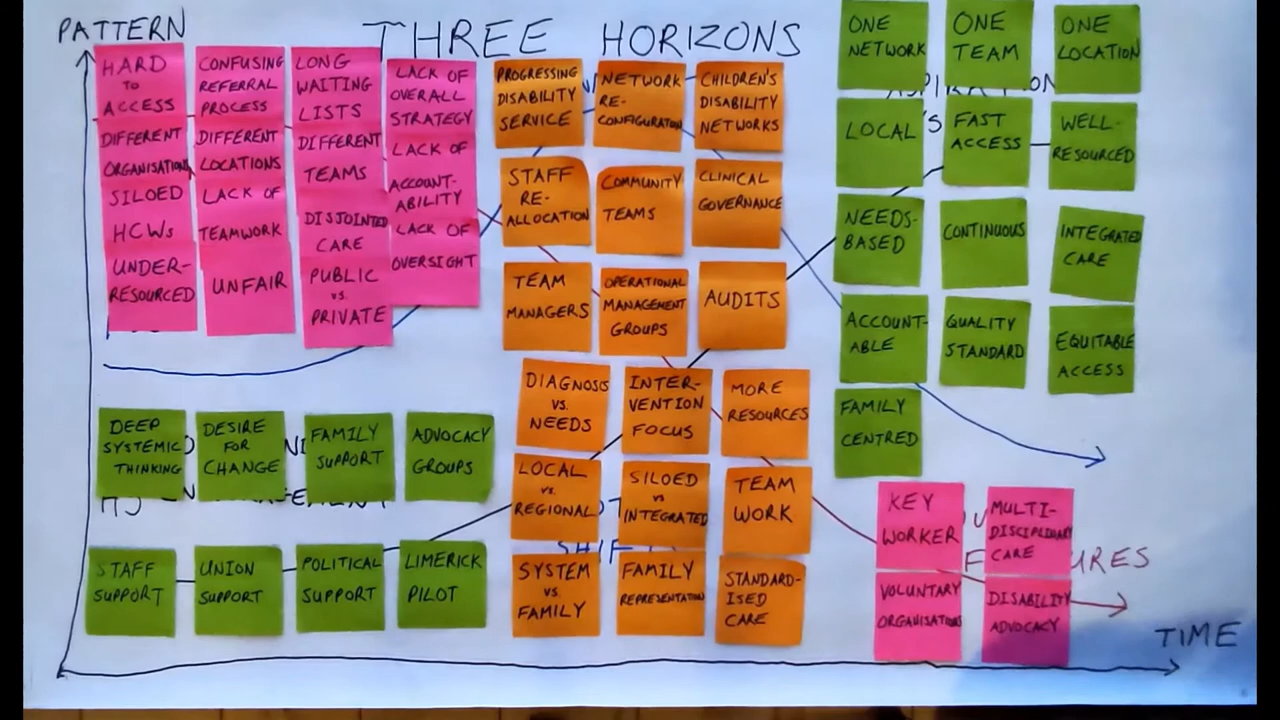 PATTERN
THREE HORIZONS
HARD
TO
ACCESS
DIFFERENT
ORGANISATIONS
SILOED
HCWs
UNDER-
RESOURCED
CONFUSING
REFERRAL
PROCESS
DIFFERENT
LOCATIONS
LACK OF
TEAMWORK
UNFAIR
LONG
WAITING
LISTS
DIFFERENT
TEAMS
DISJOINTED
CARE
PUBLIC
vs.
PRIVATE
LACK OF
OVERALL
STRATEGY
LACK OF
ACCOUNT-
ABILITY
LACK OF
OVERSIGHT
PROGRESSING
DISABILITY
SERVICE
NETWORK
RE-
CONFIGURATION
CHILDREN'S
DISABILITY
NETWORKS
STAFF
RE-
ALLOCATION
COMMUNITY
TEAMS
CLINICAL
GOVERNANCE
TEAM
MANAGERS
OPERATIONAL
MANAGEMENT
GROUPS
AUDITS
DIAGNOSIS
vs.
NEEDS
INTER-
VENTION
FOCUS
MORE
RESOURCES
LOCAL
vs.
REGIONAL
SILOED
vs
INTEGRATED
TEAM
WORK
SYSTEM
vs.
FAMILY
FAMILY
REPRESENTATION
STANDARD-
ISED
CARE
ONE
NETWORK
ONE
TEAM
ONE
LOCATION
LOCAL
FAST
ACCESS
WELL-
RESOURCED
NEEDS-
BASED
CONTINUOUS
INTEGRATED
CARE
ACCOUNT-
ABLE
QUALITY
STANDARD
EQUITABLE
ACCESS
FAMILY
CENTRED
DEEP
SYSTEMIC
THINKING
DESIRE
FOR
CHANGE
FAMILY
SUPPORT
ADVOCACY
GROUPS
STAFF
SUPPORT
UNION
SUPPORT
POLITICAL
SUPPORT
LIMERICK
PILOT
KEY
WORKER
MULTI-
DISCIPLINARY
CARE
VOLUNTARY
ORGANISATIONS
DISABILITY
ADVOCACY
TIME